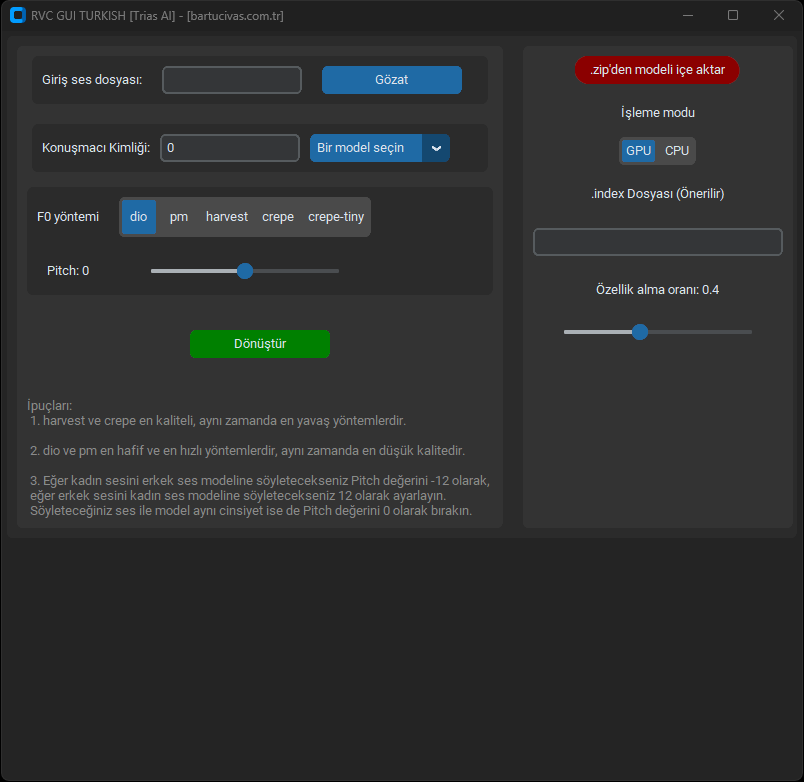 RVC GUI TURKISH [Trias AI] - [bartucivas.com.tr]
Giriş ses dosyası:
Gözat
Konuşmacı Kimliği:
0
Bir model seçin
F0 yöntemi
dio
pm
harvest
crepe
crepe-tiny
Pitch: 0
Dönüştür
İpuçları:
1. harvest ve crepe en kaliteli, aynı zamanda en yavaş yöntemlerdir.
2. dio ve pm en hafif ve en hızlı yöntemlerdir, aynı zamanda en düşük kalitedir.
3. Eğer kadın sesini erkek ses modeline söyletecekseniz Pitch değerini -12 olarak,
eğer erkek sesini kadın ses modeline söyletecekseniz 12 olarak ayarlayın.
Söyleteceğiniz ses ile model aynı cinsiyet ise de Pitch değerini 0 olarak bırakın.
.zip'den modeli içe aktar
İşleme modu
GPU
CPU
.index Dosyası (Önerilir)
Özellik alma oranı: 0.4